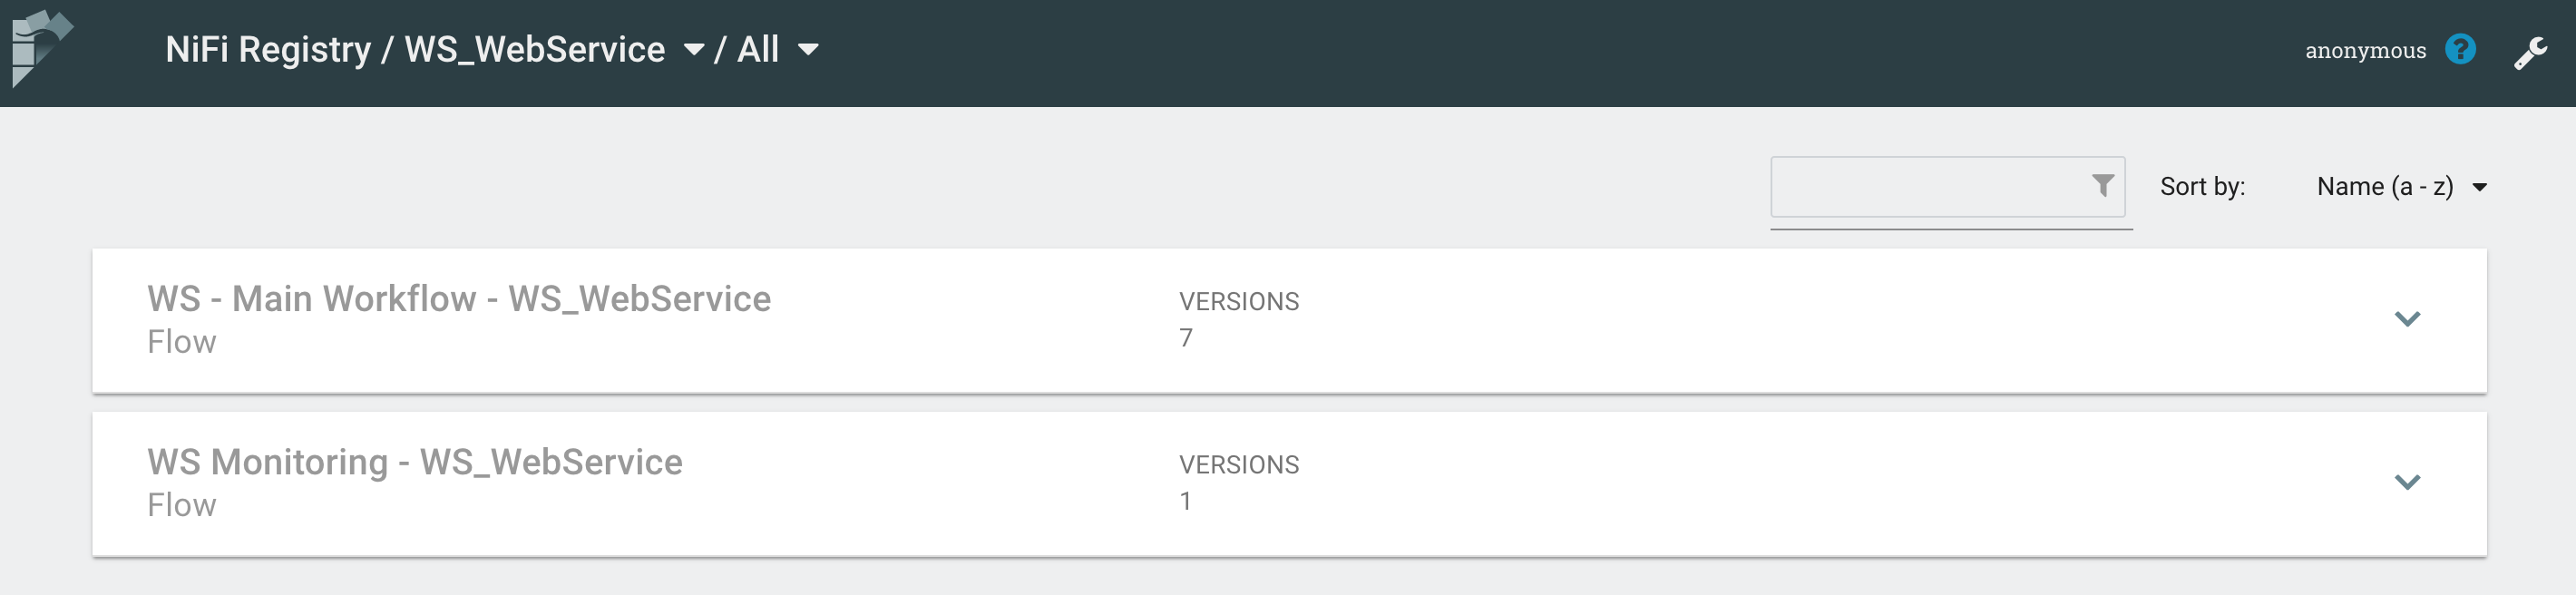 NiFi Registry / WS_WebService / All
anonymous ?
Sort by: Name (a - z)
WS - Main Workflow - WS_WebService
Flow
VERSIONS
7
WS Monitoring - WS_WebService
Flow
VERSIONS
1